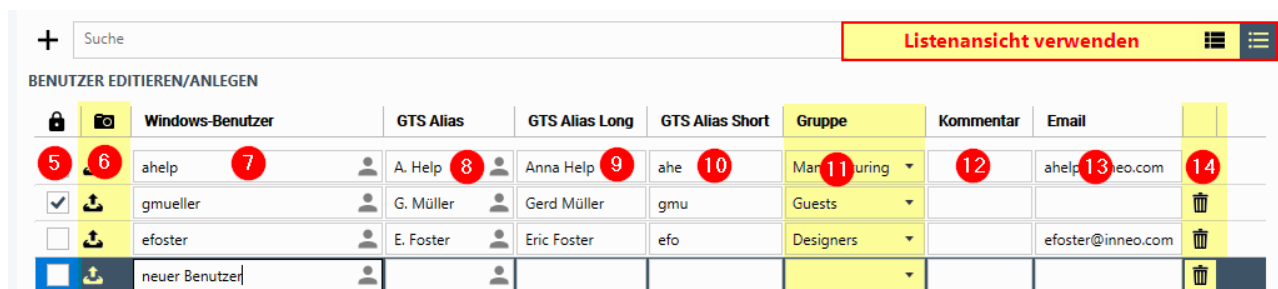 Suche
Listenansicht verwenden
BENUTZER EDITIEREN/ANLEGEN
Windows-Benutzer GTS Alias GTS Alias Long GTS Alias Short Gruppe Kommentar Email
5 6 ahelp 7 A. Help 8 Anna Help 9 ahe 10 11 12 13 14
gmueller G. Müller Gerd Müller gmu Guests
efoster E. Foster Eric Foster efo Designers efoster@inneo.com
neuer Benutzer